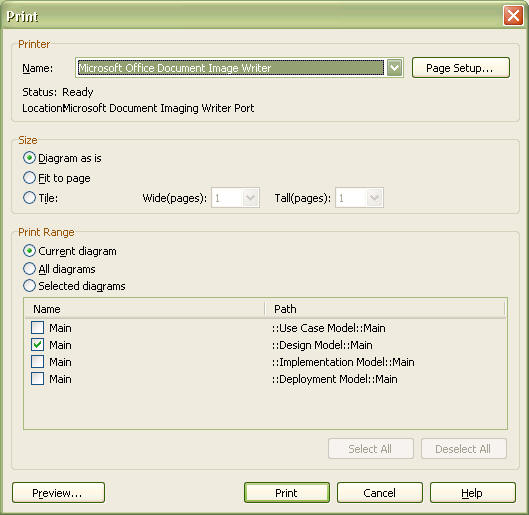 Print
Printer
Name: Microsoft Office Document Image Writer Page Setup...
Status: Ready
Location:Microsoft Document Imaging Writer Port
Size
Diagram as is
Fit to page
Tile: Wide(pages): 1 Tall(pages): 1
Print Range
Current diagram
All diagrams
Selected diagrams
Name Path
Main ::Use Case Model::Main
Main ::Design Model::Main
Main ::Implementation Model::Main
Main ::Deployment Model::Main
Select All Deselect All
Preview... Print Cancel Help